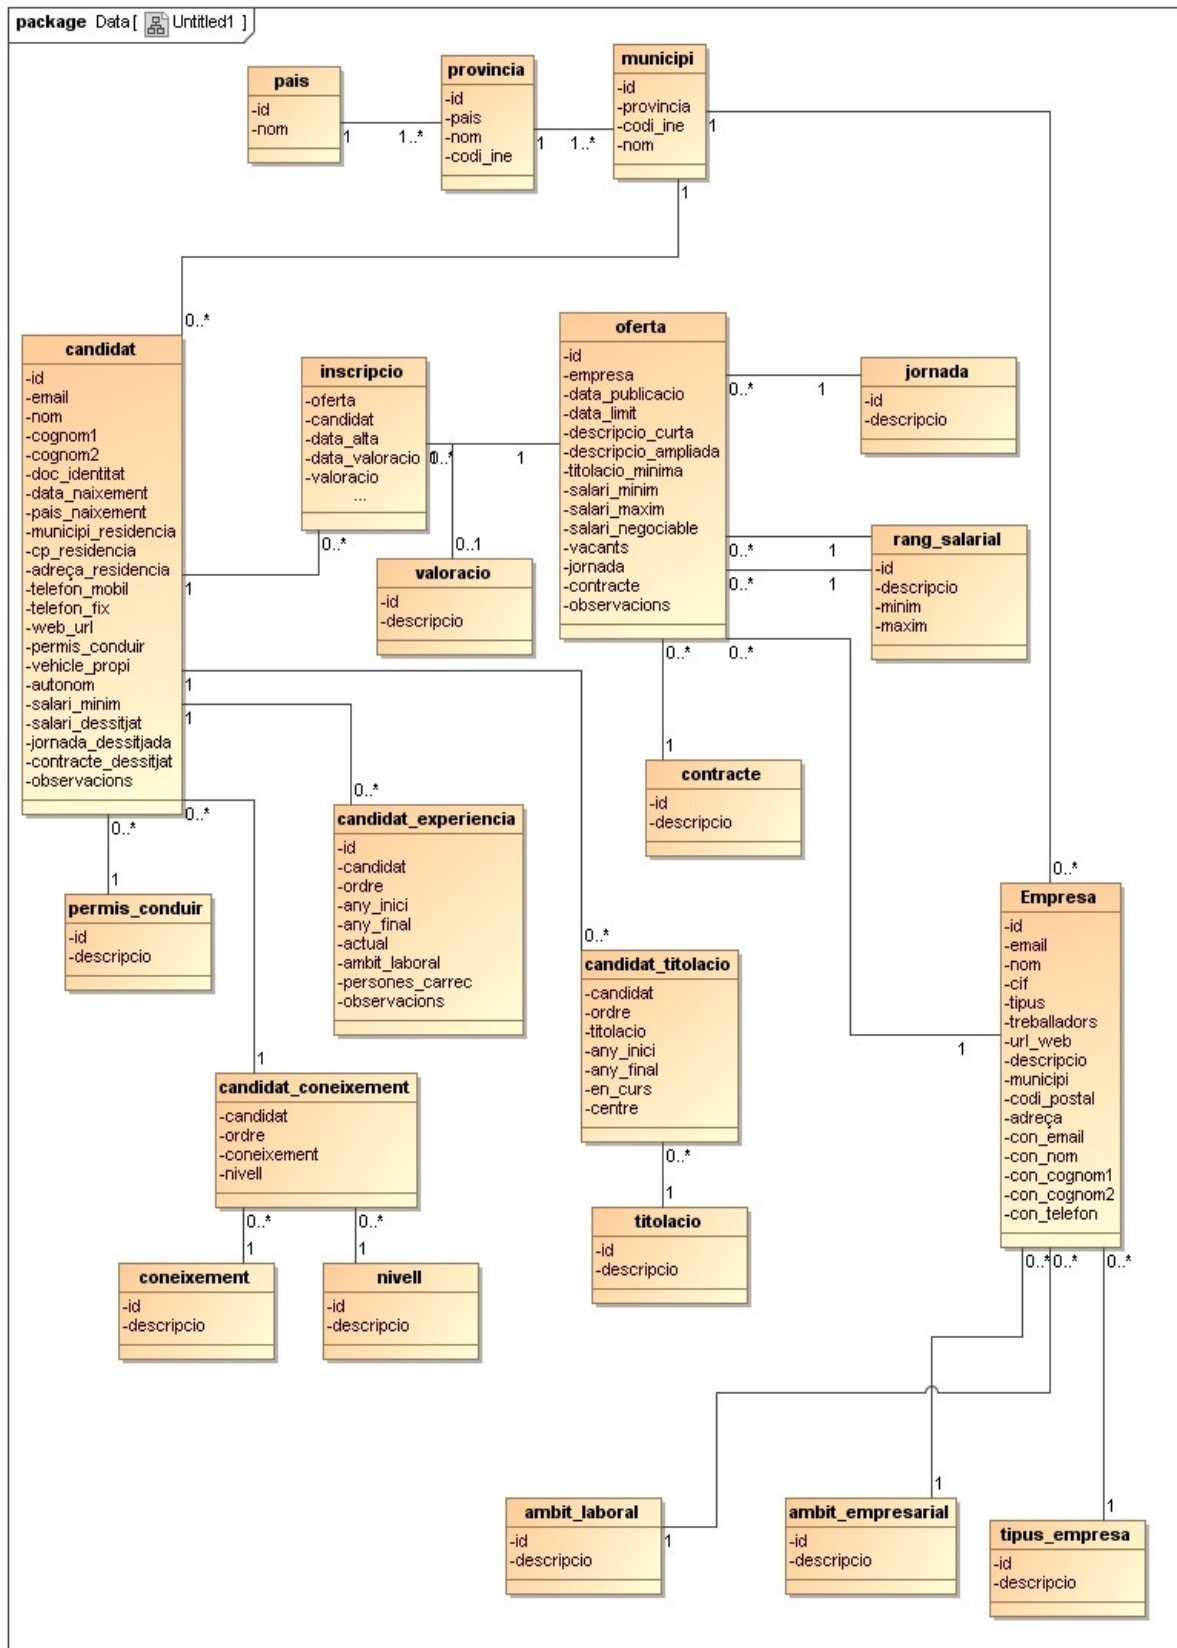 package Data [ Untitled1 ]
pais
-id
-nom
1
1..*
provincia
-id
-pais
-nom
-codi_ine
1
1..*
municipi
-id
-provincia
-codi_ine
-nom
1
1
0..*
candidat
-id
-email
-nom
-cognom1
-cognom2
-doc_identitat
-data_naixement
-pais_naixement
-municipi_residencia
-cp_residencia
-adreça_residencia
-telefon_mobil
-telefon_fix
-web_url
-permis_conduir
-vehicle_propi
-autonom
-salari_minim
-salari_dessitjat
-jornada_dessitjada
-contracte_dessitjat
-observacions
1
1
1
0..*
0..*
inscripcio
-oferta
-candidat
-data_alta
-data_valoracio
-valoracio
...
0..*
0..*
1
0..1
valoracio
-id
-descripcio
oferta
-id
-empresa
-data_publicacio
-data_limit
-descripcio_curta
-descripcio_ampliada
-titolacio_minima
-salari_minim
-salari_maxim
-salari_negociable
-vacants
-jornada
-contracte
-observacions
0..*
1
0..*
1
0..*
1
0..*
0..*
jornada
-id
-descripcio
rang_salarial
-id
-descripcio
-minim
-maxim
1
contracte
-id
-descripcio
0..*
candidat_experiencia
-id
-candidat
-ordre
-any_inici
-any_final
-actual
-ambit_laboral
-persones_carrec
-observacions
1
permis_conduir
-id
-descripcio
0..*
candidat_titolacio
-candidat
-ordre
-titolacio
-any_inici
-any_final
-en_curs
-centre
0..*
1
titolacio
-id
-descripcio
1
candidat_coneixement
-candidat
-ordre
-coneixement
-nivell
0..*
0..*
1
1
coneixement
-id
-descripcio
nivell
-id
-descripcio
0..*
1
Empresa
-id
-email
-nom
-cif
-tipus
-treballadors
-url_web
-descripcio
-municipi
-codi_postal
-adreça
-con_email
-con_nom
-con_cognom1
-con_cognom2
-con_telefon
0..*
0..*
0..*
1
ambit_laboral
-id
-descripcio
1
ambit_empresarial
-id
-descripcio
1
tipus_empresa
-id
-descripcio